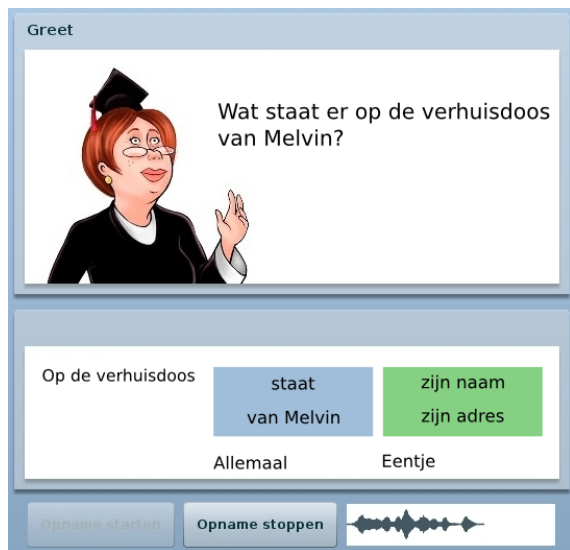 Greet
Wat staat er op de verhuisdoos
van Melvin?
Op de verhuisdoos
staat
van Melvin
zijn naam
zijn adres
Allemaal
Eentje
Opname starten
Opname stoppen